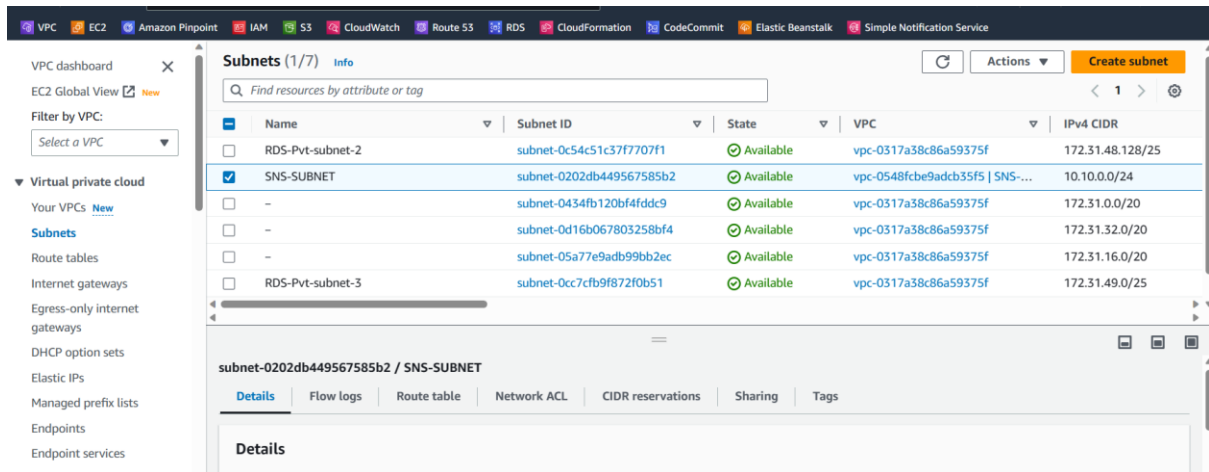 VPC EC2 Amazon Pinpoint IAM S3 CloudWatch Route 53 RDS CloudFormation CodeCommit Elastic Beanstalk Simple Notification Service
VPC dashboard
EC2 Global View New
Filter by VPC:
Select a VPC
Virtual private cloud
Your VPCs New
Subnets
Route tables
Internet gateways
Egress-only internet
gateways
DHCP option sets
Elastic IPs
Managed prefix lists
Endpoints
Endpoint services
Subnets (1/7) Info
Actions
Create subnet
Find resources by attribute or tag
1
Name Subnet ID State VPC IPv4 CIDR
RDS-Pvt-subnet-2 subnet-0c54c51c37f7707f1 Available vpc-0317a38c86a59375f 172.31.48.128/25
SNS-SUBNET subnet-0202db449567585b2 Available vpc-0548fcbe9adcb35f5 | SNS-... 10.10.0.0/24
– subnet-0434fb120bf4fddc9 Available vpc-0317a38c86a59375f 172.31.0.0/20
– subnet-0d16b067803258bf4 Available vpc-0317a38c86a59375f 172.31.32.0/20
– subnet-05a77e9adb99bb2ec Available vpc-0317a38c86a59375f 172.31.16.0/20
RDS-Pvt-subnet-3 subnet-0cc7cfb9f872f0b51 Available vpc-0317a38c86a59375f 172.31.49.0/25
subnet-0202db449567585b2 / SNS-SUBNET
Details Flow logs Route table Network ACL CIDR reservations Sharing Tags
Details